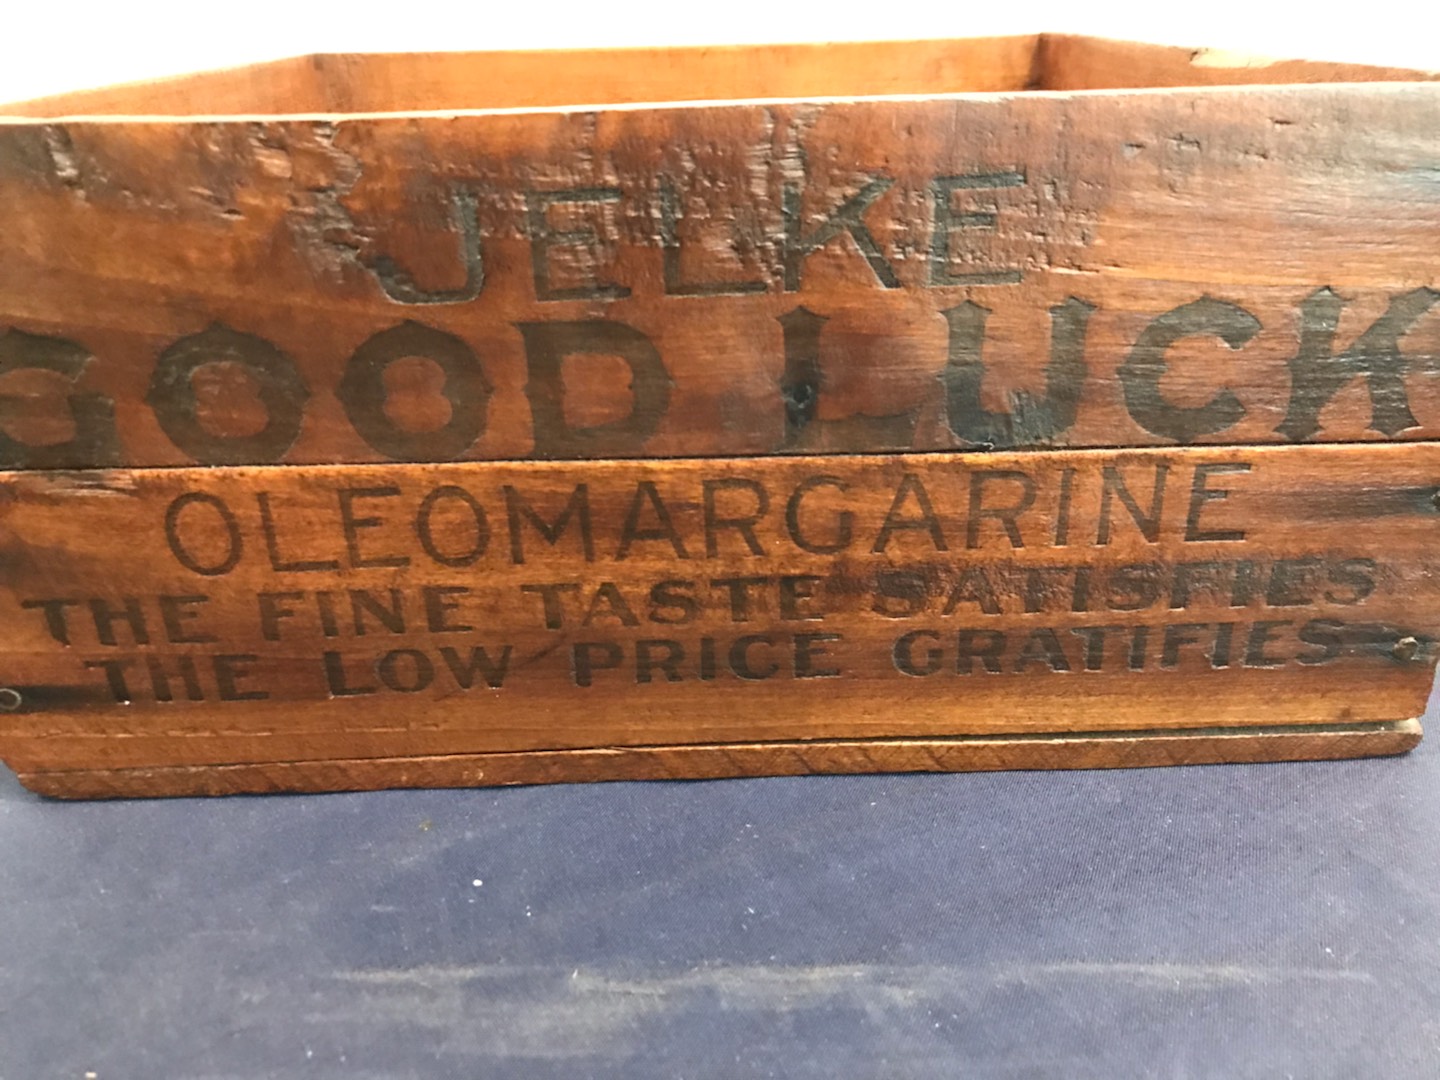 JELKE
GOOD LUCK
OLEOMARGARINE
THE FINE TASTE SATISFIES
THE LOW PRICE GRATIFIES